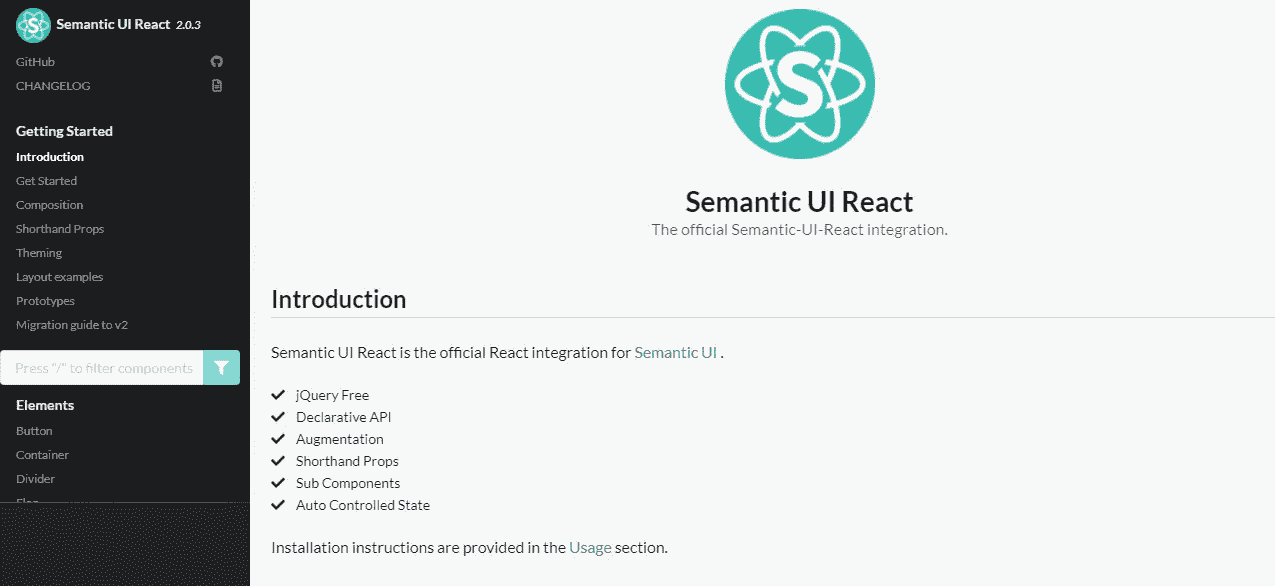 Semantic UI React 2.0.3
GitHub
CHANGELOG
Getting Started
Introduction
Get Started
Composition
Shorthand Props
Theming
Layout examples
Prototypes
Migration guide to v2
Press "/" to filter components
Elements
Button
Container
Divider
Semantic UI React
The official Semantic-UI-React integration.
Introduction
Semantic UI React is the official React integration for Semantic UI .
jQuery Free
Declarative API
Augmentation
Shorthand Props
Sub Components
Auto Controlled State
Installation instructions are provided in the Usage section.